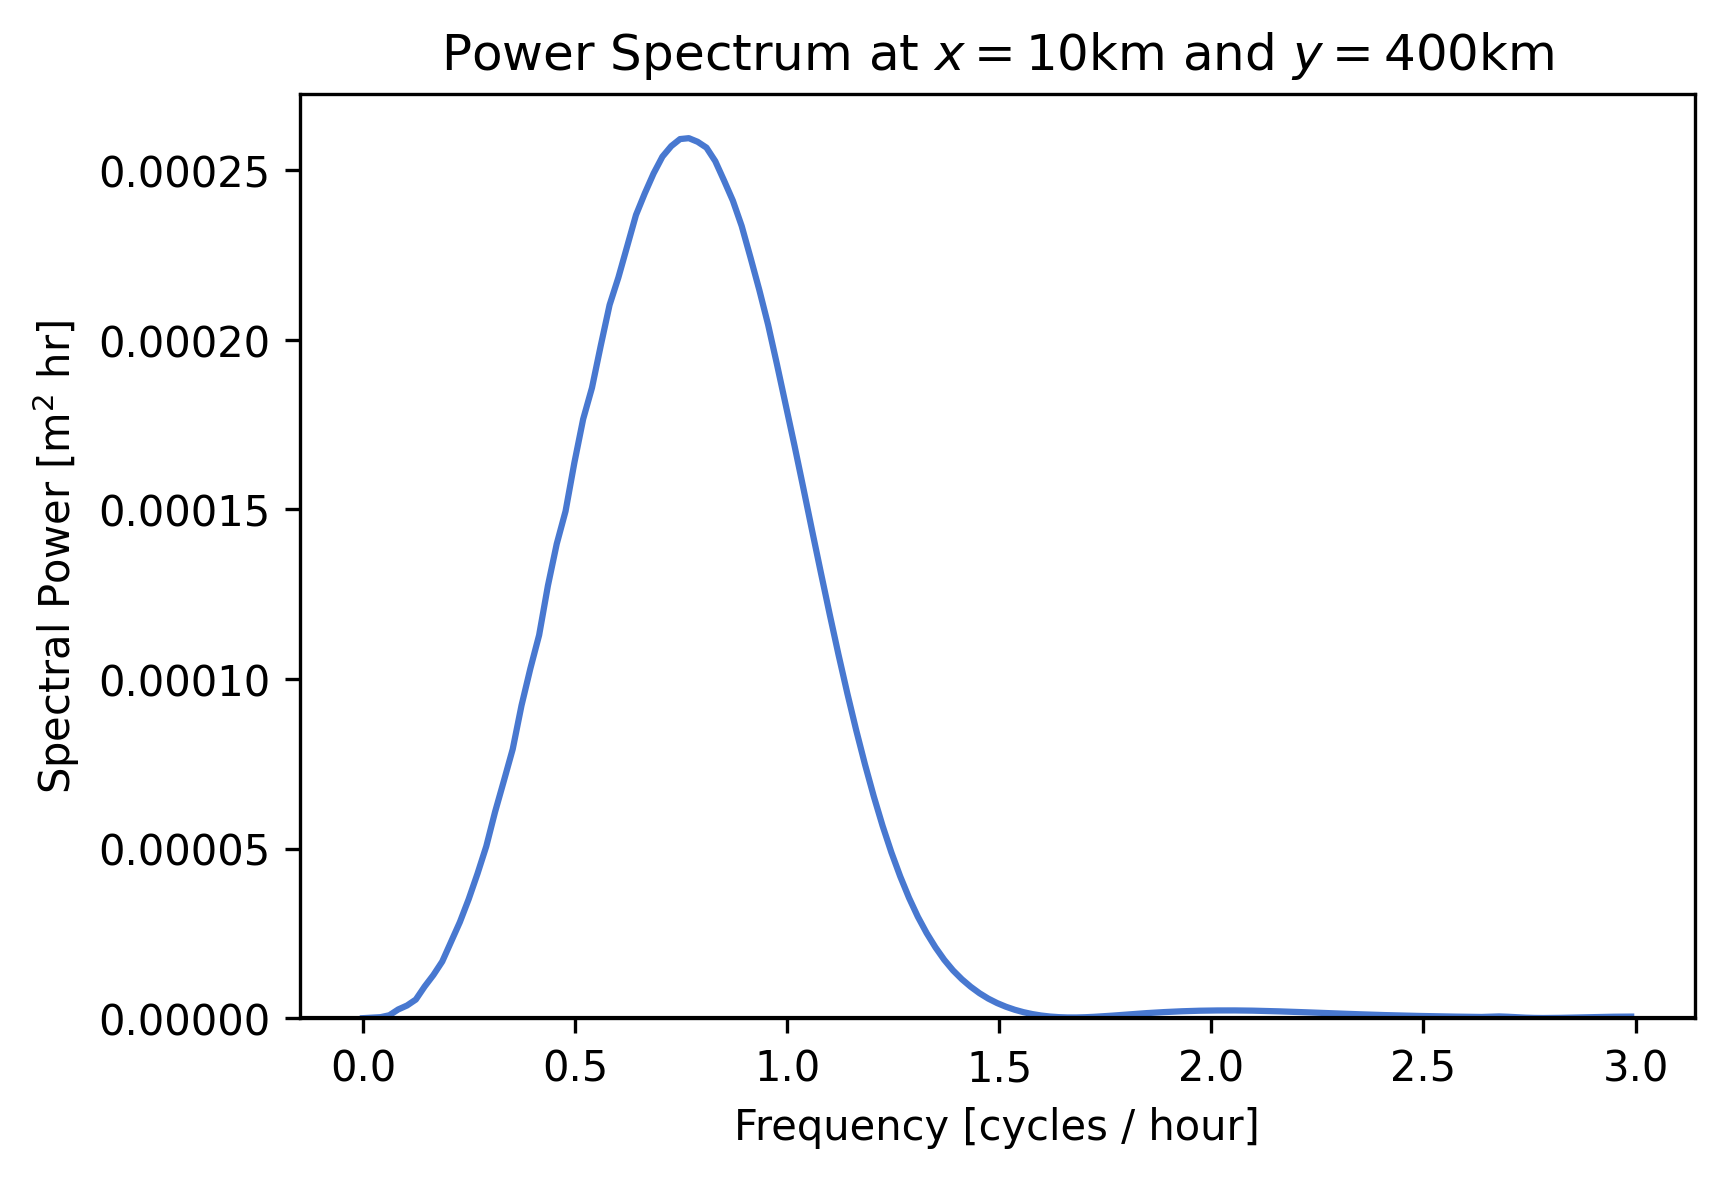 Power Spectrum at x = 10km and y = 400km
0.00025
0.00020
0.00015
0.00010
0.00005
0.00000
Spectral Power [m² hr]
0.0 0.5 1.0 1.5 2.0 2.5 3.0
Frequency [cycles / hour]